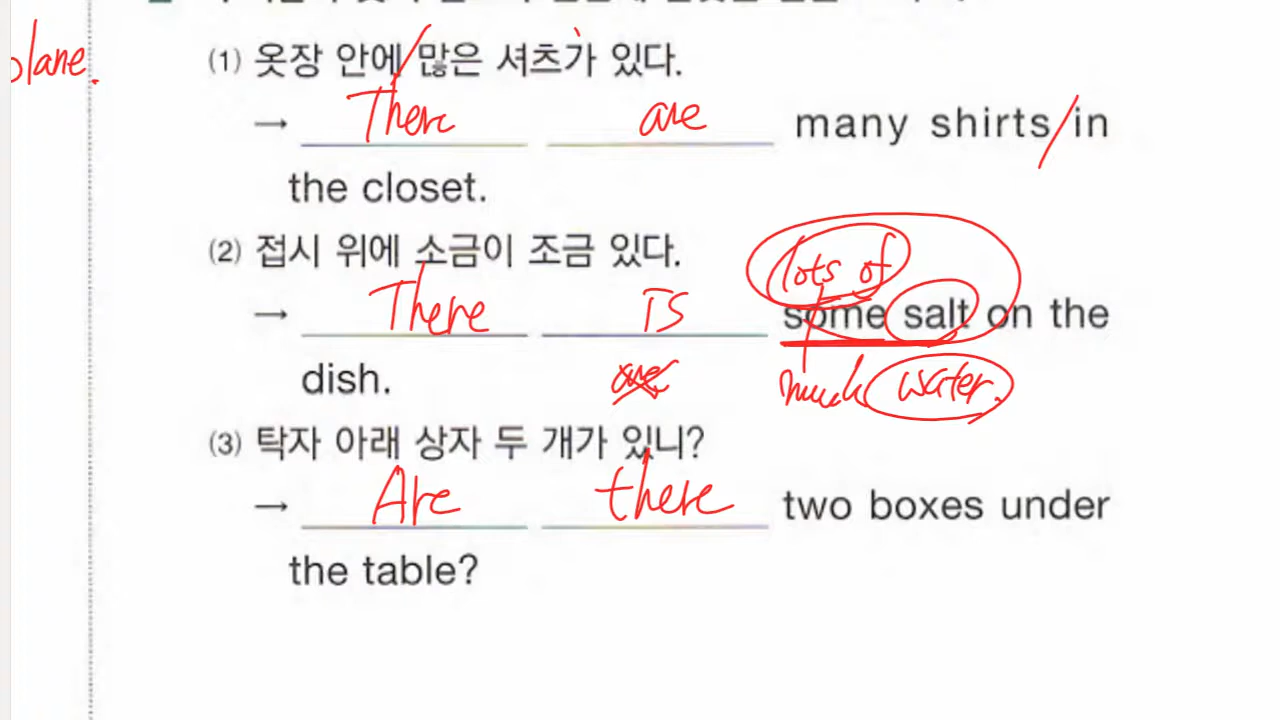 plane.
(1) 옷장 안에/많은 셔츠가 있다.
→ There are many shirts/in
the closet.
(2) 접시 위에 소금이 조금 있다.
lots of
→ There is some salt on the
dish. are much water.
(3) 탁자 아래 상자 두 개가 있니?
→ Are there two boxes under
the table?